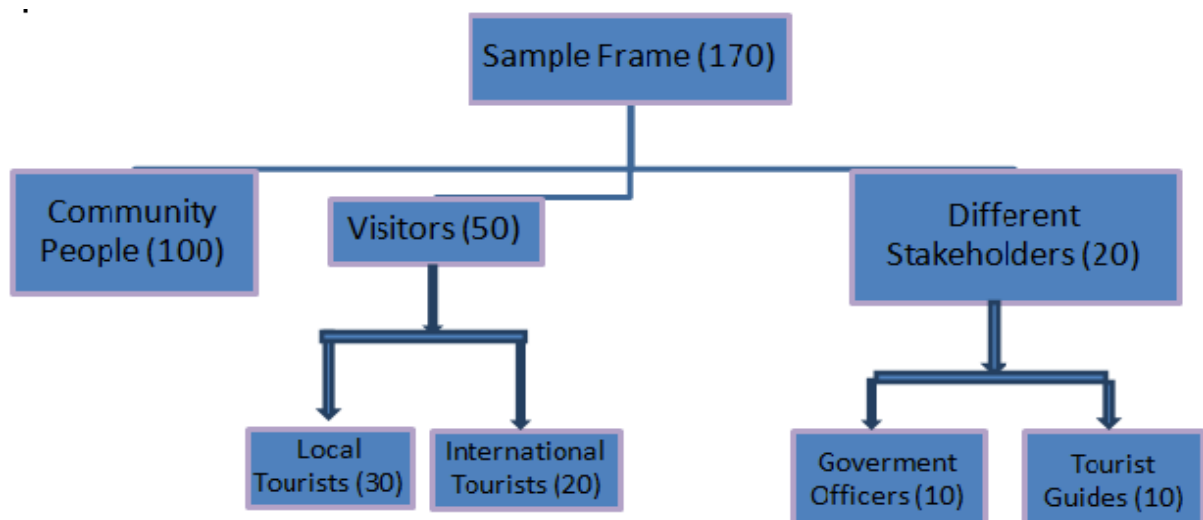 .
Sample Frame (170)
Community
People (100)
Visitors (50)
Different
Stakeholders (20)
Local
Tourists (30)
International
Tourists (20)
Goverment
Officers (10)
Tourist
Guides (10)